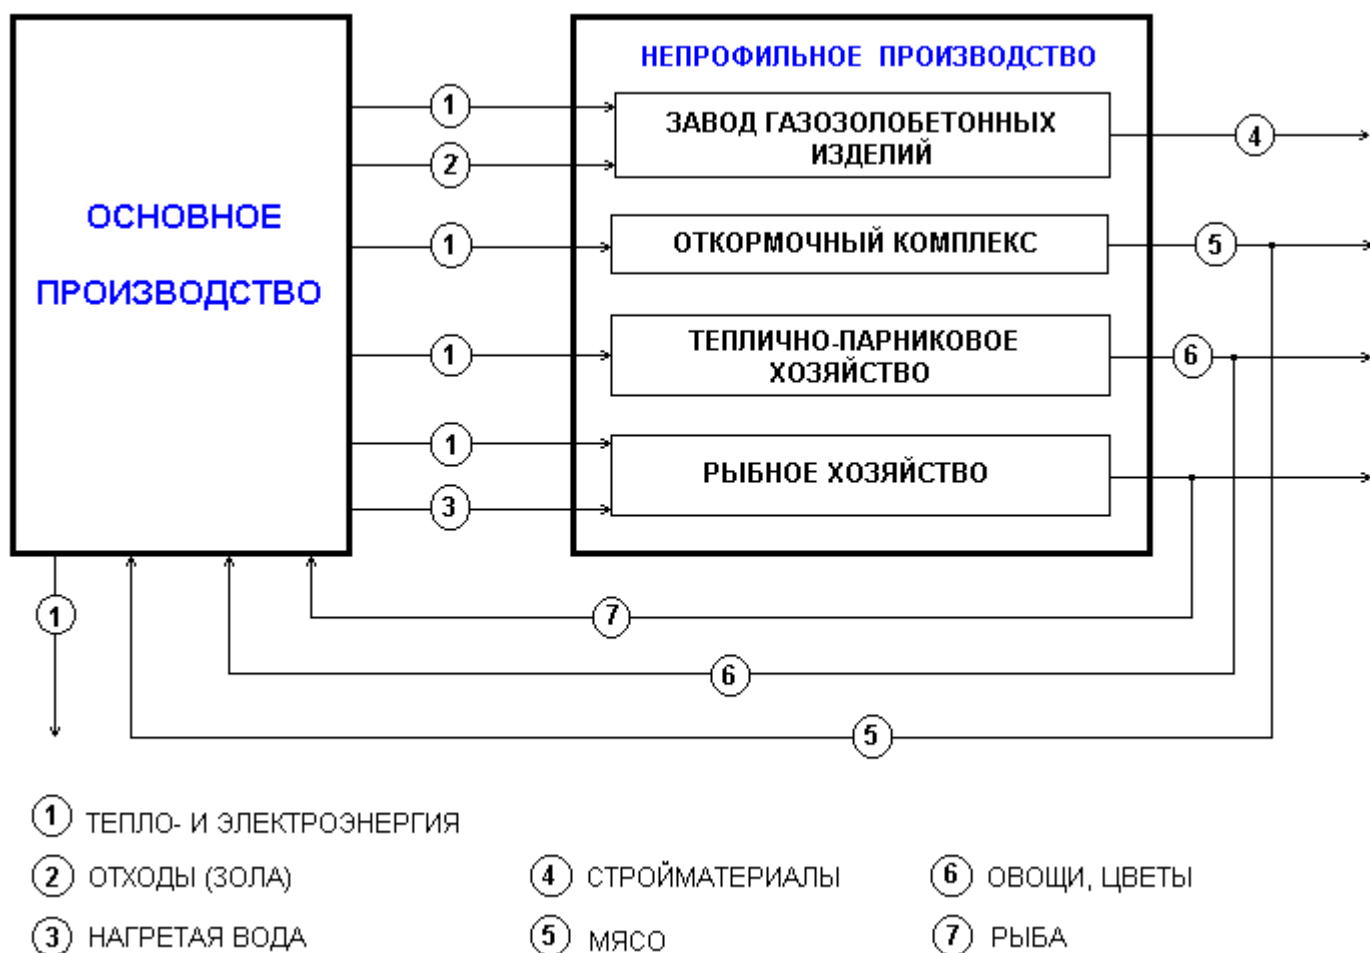 НЕПРОФИЛЬНОЕ ПРОИЗВОДСТВО
1
ЗАВОД ГАЗОЗОЛОБЕТОННЫХ
ИЗДЕЛИЙ
4
2
ОСНОВНОЕ
ПРОИЗВОДСТВО
1
ОТКОРМОЧНЫЙ КОМПЛЕКС
5
1
ТЕПЛИЧНО-ПАРНИКОВОЕ
ХОЗЯЙСТВО
6
1
РЫБНОЕ ХОЗЯЙСТВО
3
1
7
6
5
1 ТЕПЛО- И ЭЛЕКТРОЭНЕРГИЯ
2 ОТХОДЫ (ЗОЛА)
4 СТРОЙМАТЕРИАЛЫ
6 ОВОЩИ, ЦВЕТЫ
3 НАГРЕТАЯ ВОДА
5 МЯСО
7 РЫБА